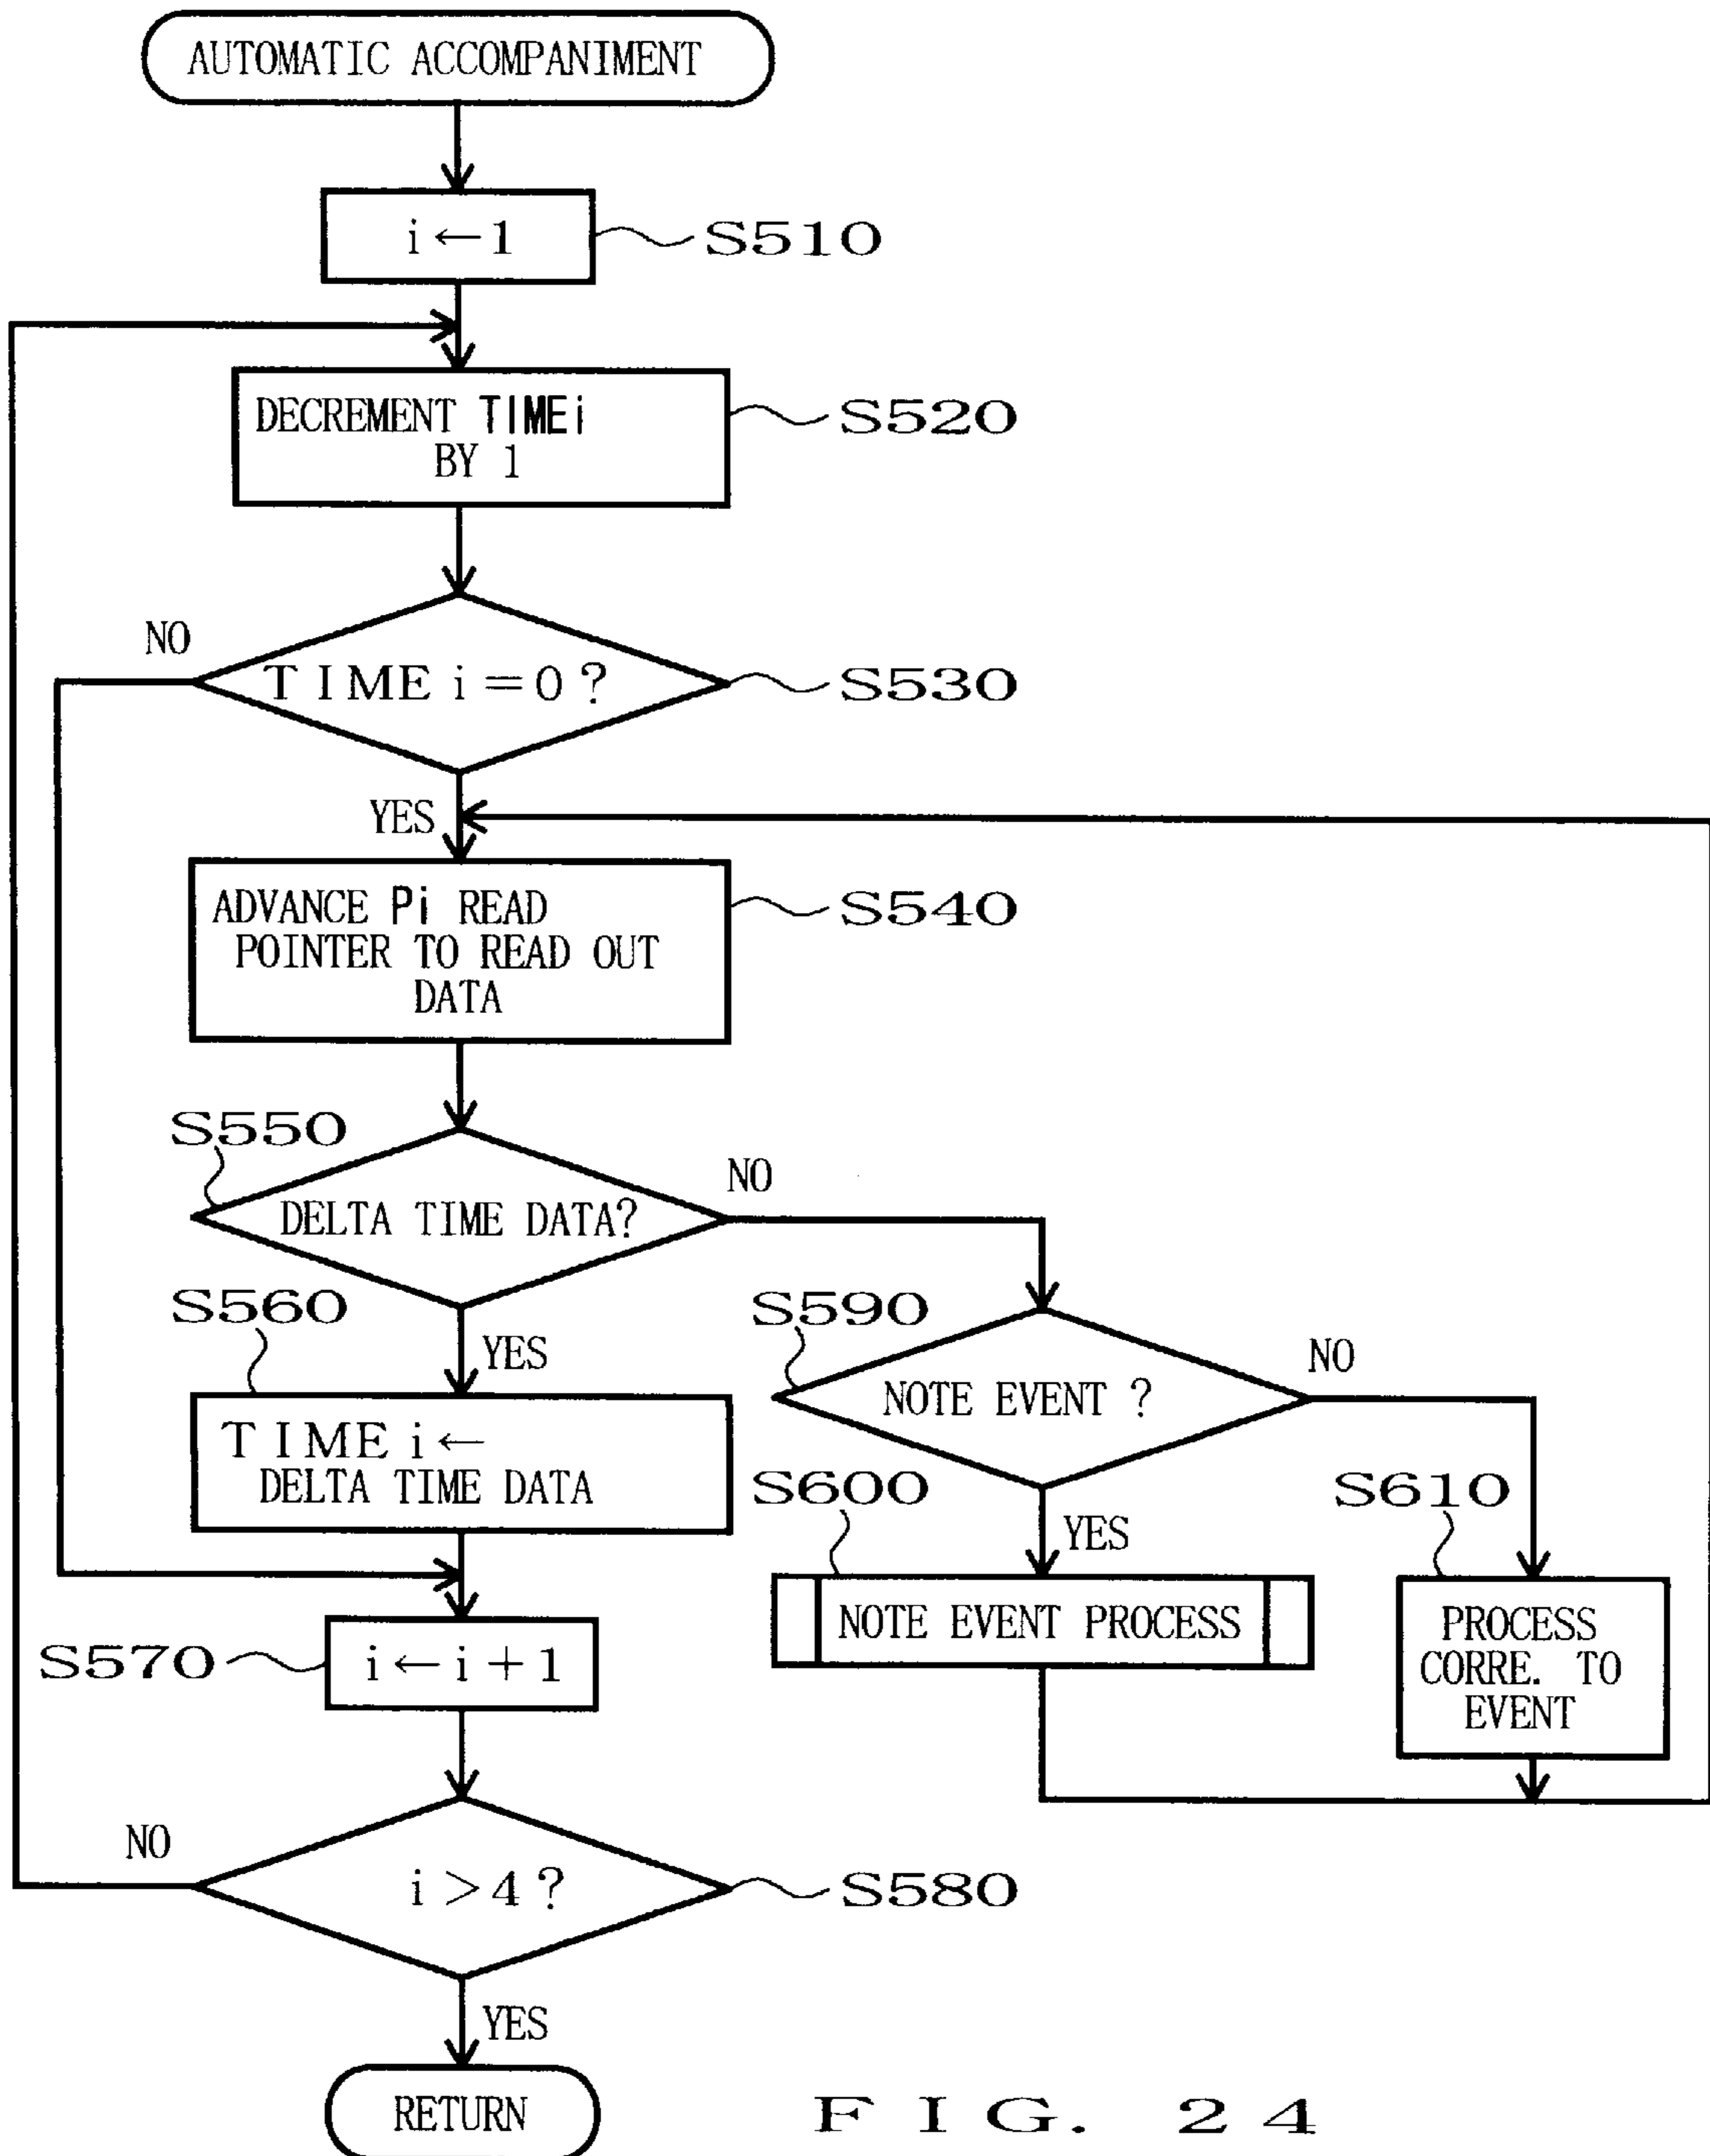 AUTOMATIC ACCOMPANIMENT
i←1
S510
DECREMENT TIMEi
BY 1
S520
NO
TIMEi=0?
S530
YES
ADVANCE Pi READ
POINTER TO READ OUT
DATA
S540
S550
DELTA TIME DATA?
NO
S560
YES
TIMEi←
DELTA TIME DATA
S590
NOTE EVENT ?
NO
S600
YES
NOTE EVENT PROCESS
S610
PROCESS
CORRE. TO
EVENT
S570
i←i+1
NO
i>4?
S580
YES
RETURN
FIG. 24